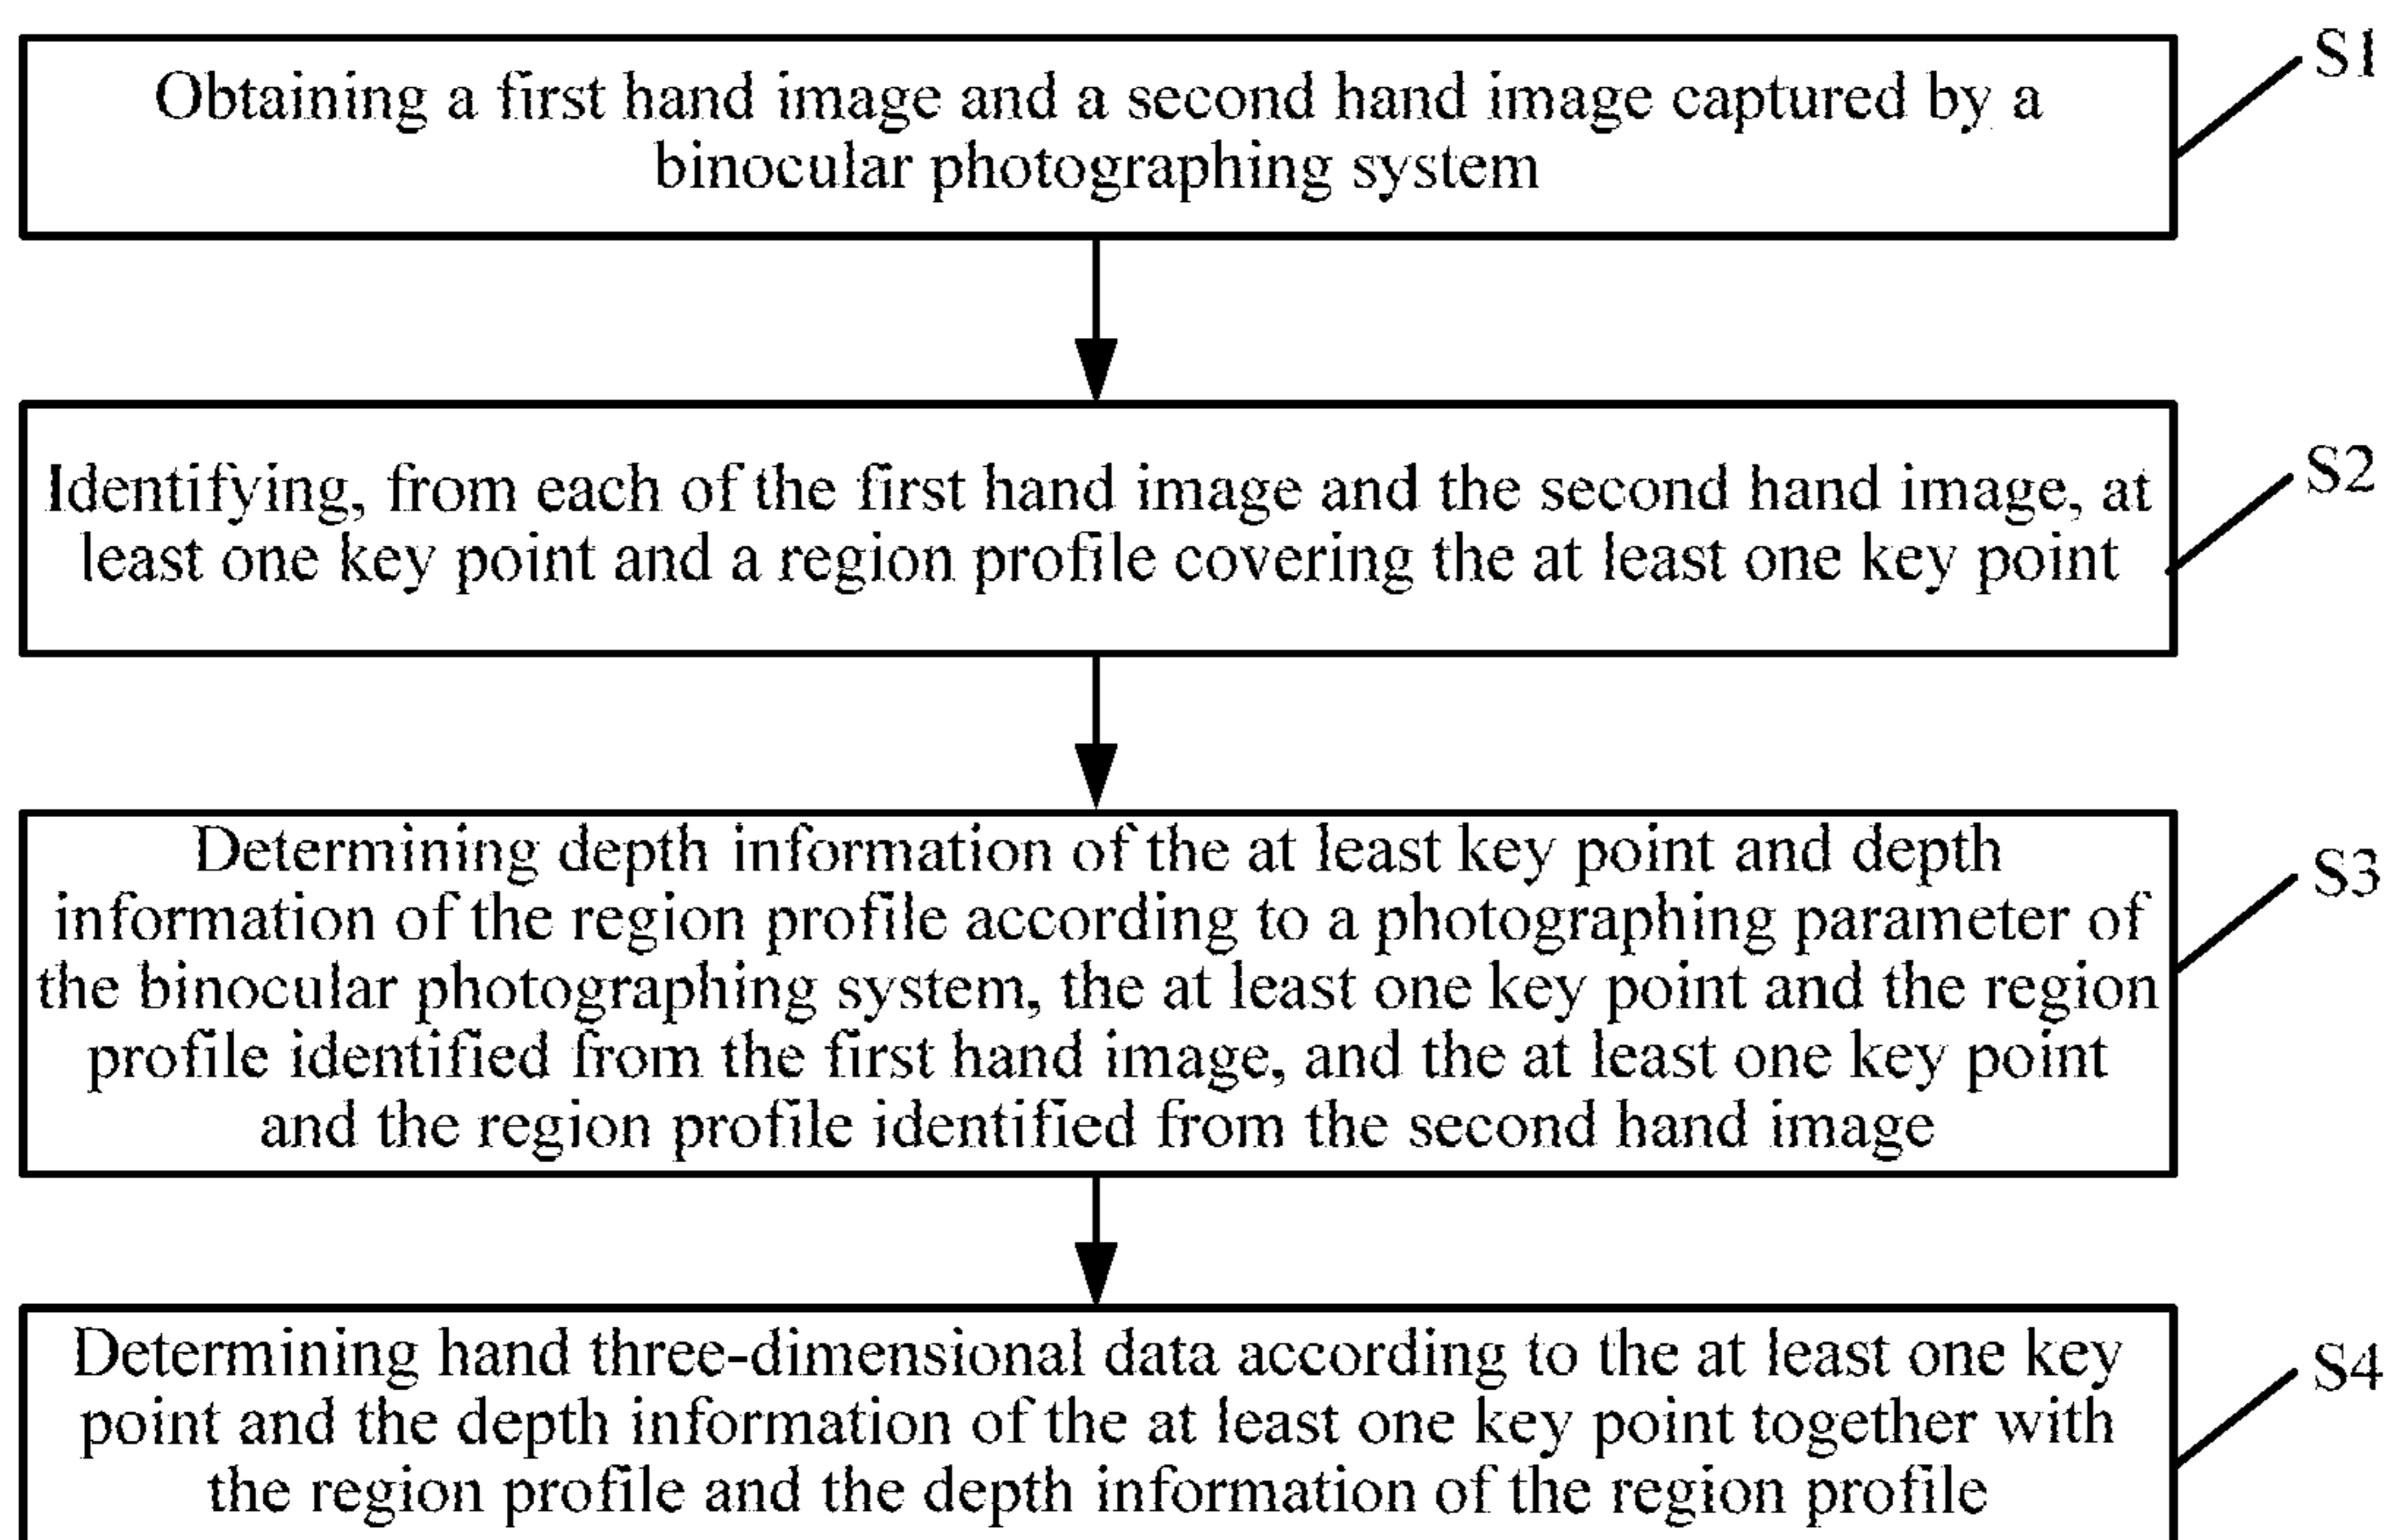 Obtaining a first hand image and a second hand image captured by a
binocular photographing system
S1
Identifying, from each of the first hand image and the second hand image, at
least one key point and a region profile covering the at least one key point
S2
Determining depth information of the at least key point and depth
information of the region profile according to a photographing parameter of
the binocular photographing system, the at least one key point and the region
profile identified from the first hand image, and the at least one key point
and the region profile identified from the second hand image
S3
Determining hand three-dimensional data according to the at least one key
point and the depth information of the at least one key point together with
the region profile and the depth information of the region profile
S4